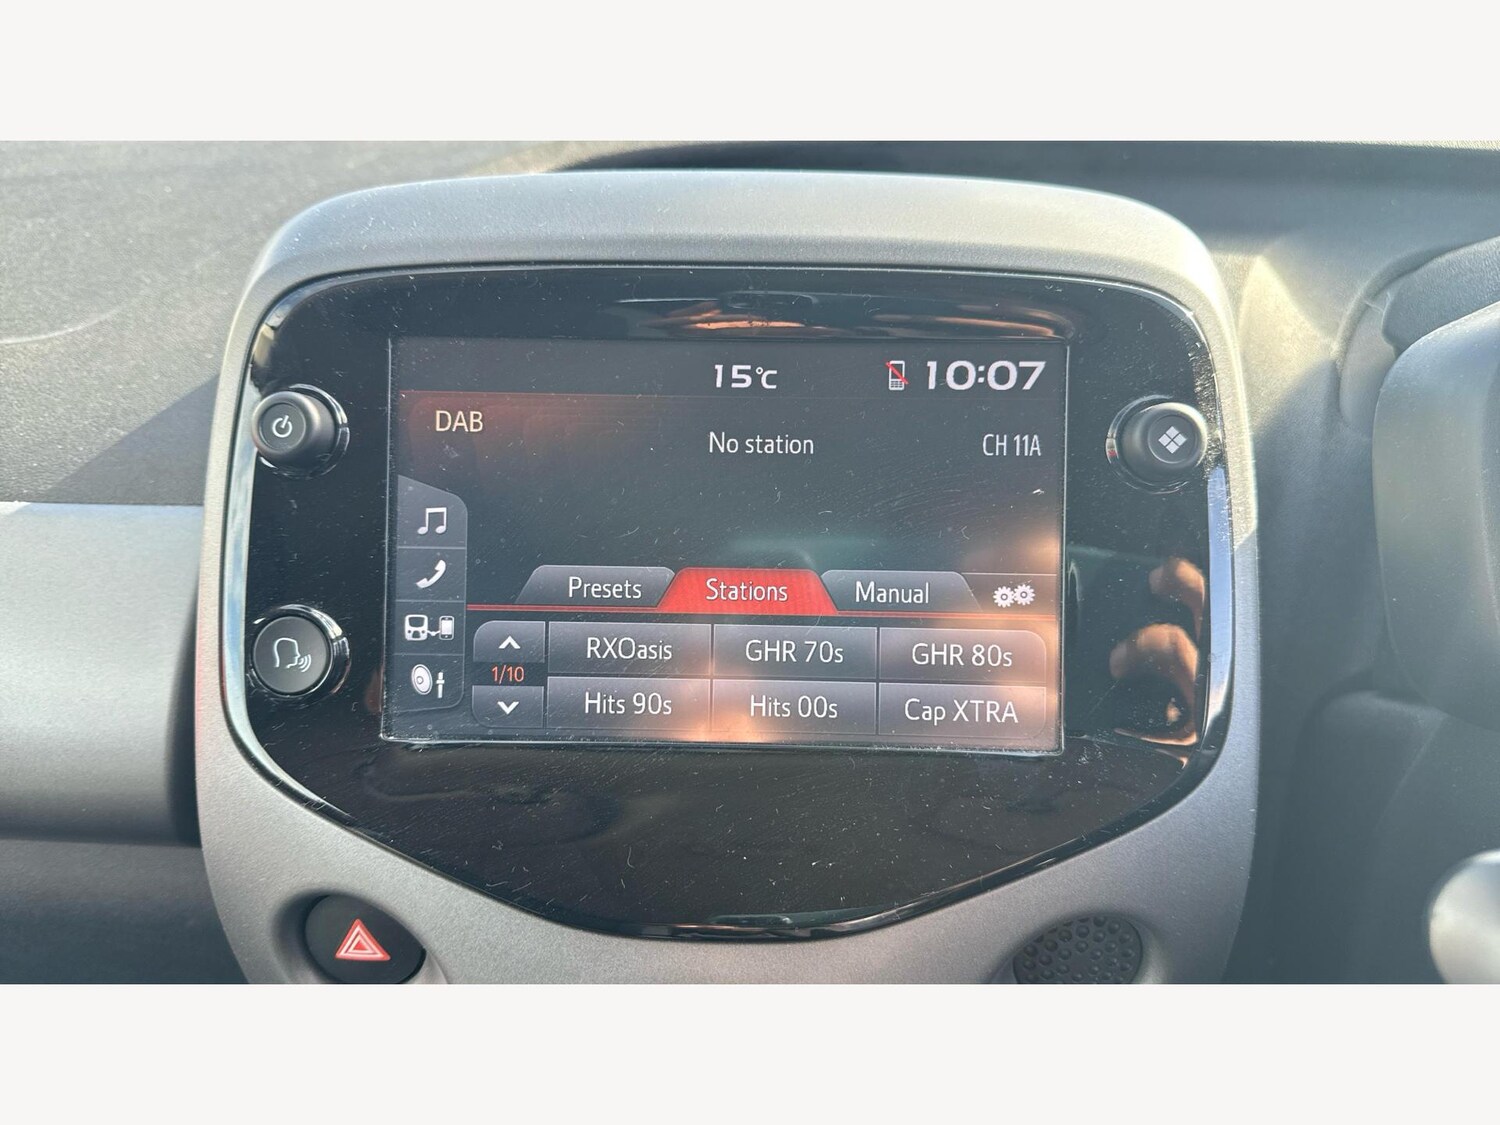 15°C
10:07
DAB
No station
CH 11A
Presets
Stations
Manual
RXOasis
GHR 70s
GHR 80s
1/10
Hits 90s
Hits 00s
Cap XTRA